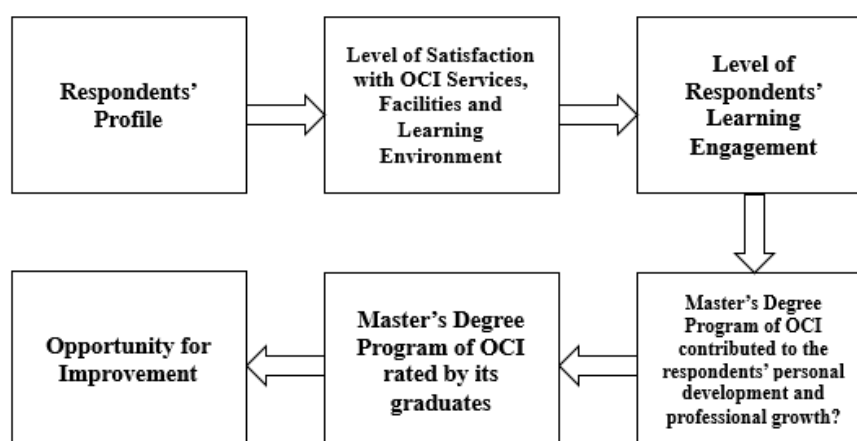 Respondents'
Profile
Level of Satisfaction
with OCI Services,
Facilities and
Learning
Environment
Level of
Respondents'
Learning
Engagement
Master's Degree
Program of OCI
contributed to the
respondents' personal
development and
professional growth?
Master's Degree
Program of OCI
rated by its
graduates
Opportunity for
Improvement